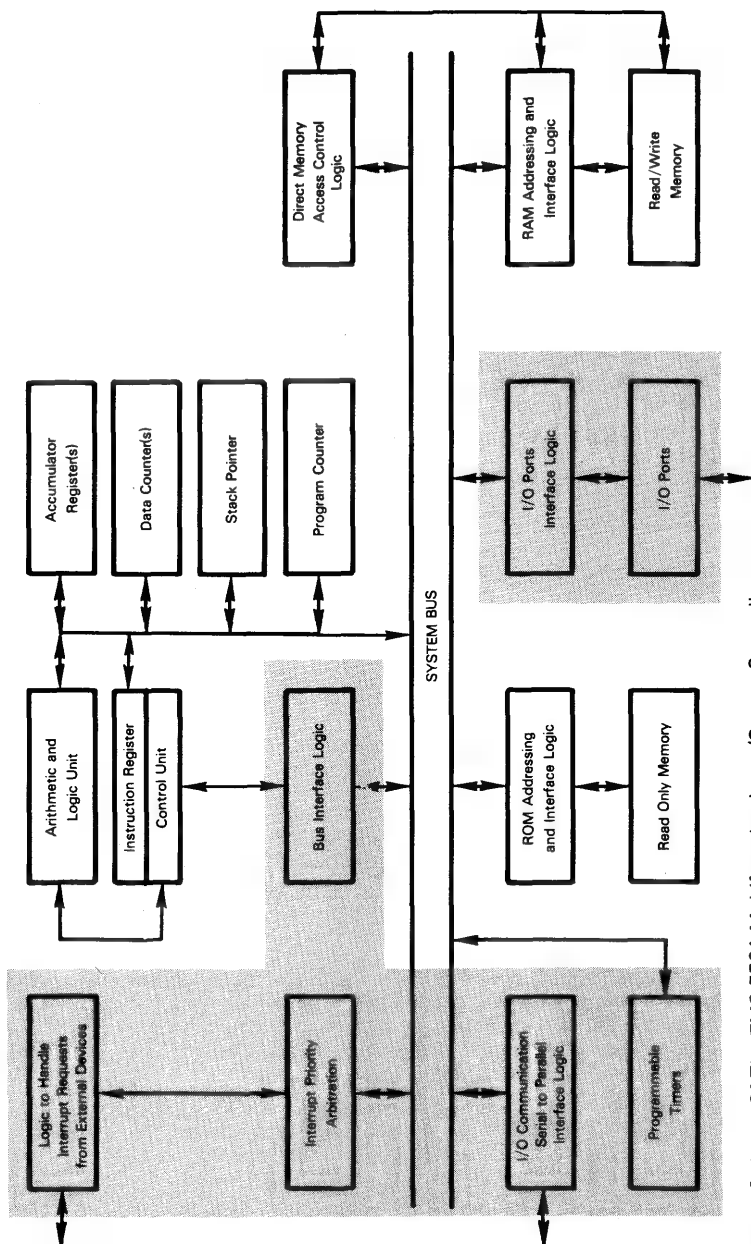 Logic to Handle
Interrupt Requests
from External Devices
Arithmetic and
Logic Unit
Accumulator
Register(s)
Instruction Register
Control Unit
Data Counter(s)
Stack Pointer
Interrupt Priority
Arbitration
Bus Interface Logic
Program Counter
Direct Memory
Access Control
Logic
SYSTEM BUS
I/O Communication
Serial to Parallel
Interface Logic
ROM Addressing
and Interface Logic
I/O Ports
Interface Logic
RAM Addressing and
Interface Logic
Programmable
Timers
Read Only Memory
I/O Ports
Read/Write
Memory